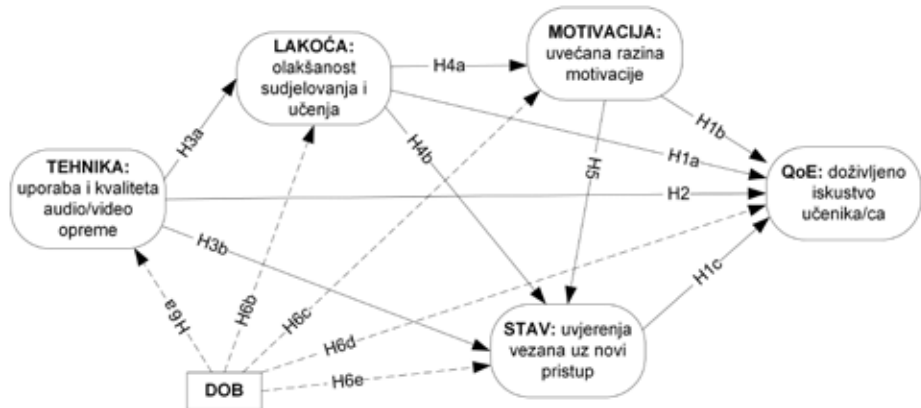 LAKOĆA:
olakšanost
sudjelovanja i
učenja
MOTIVACIJA:
uvećana razina
motivacije
TEHNIKA:
uporaba i kvaliteta
audio/video
opreme
QoE: doživljeno
iskustvo
učenika/ca
STAV: uvjerenja
vezana uz novi
pristup
DOB
H3a
H4a
H1b
H1a
H4b
H5
H2
H3b
H1c
H6a
H6b
H6c
H6d
H6e